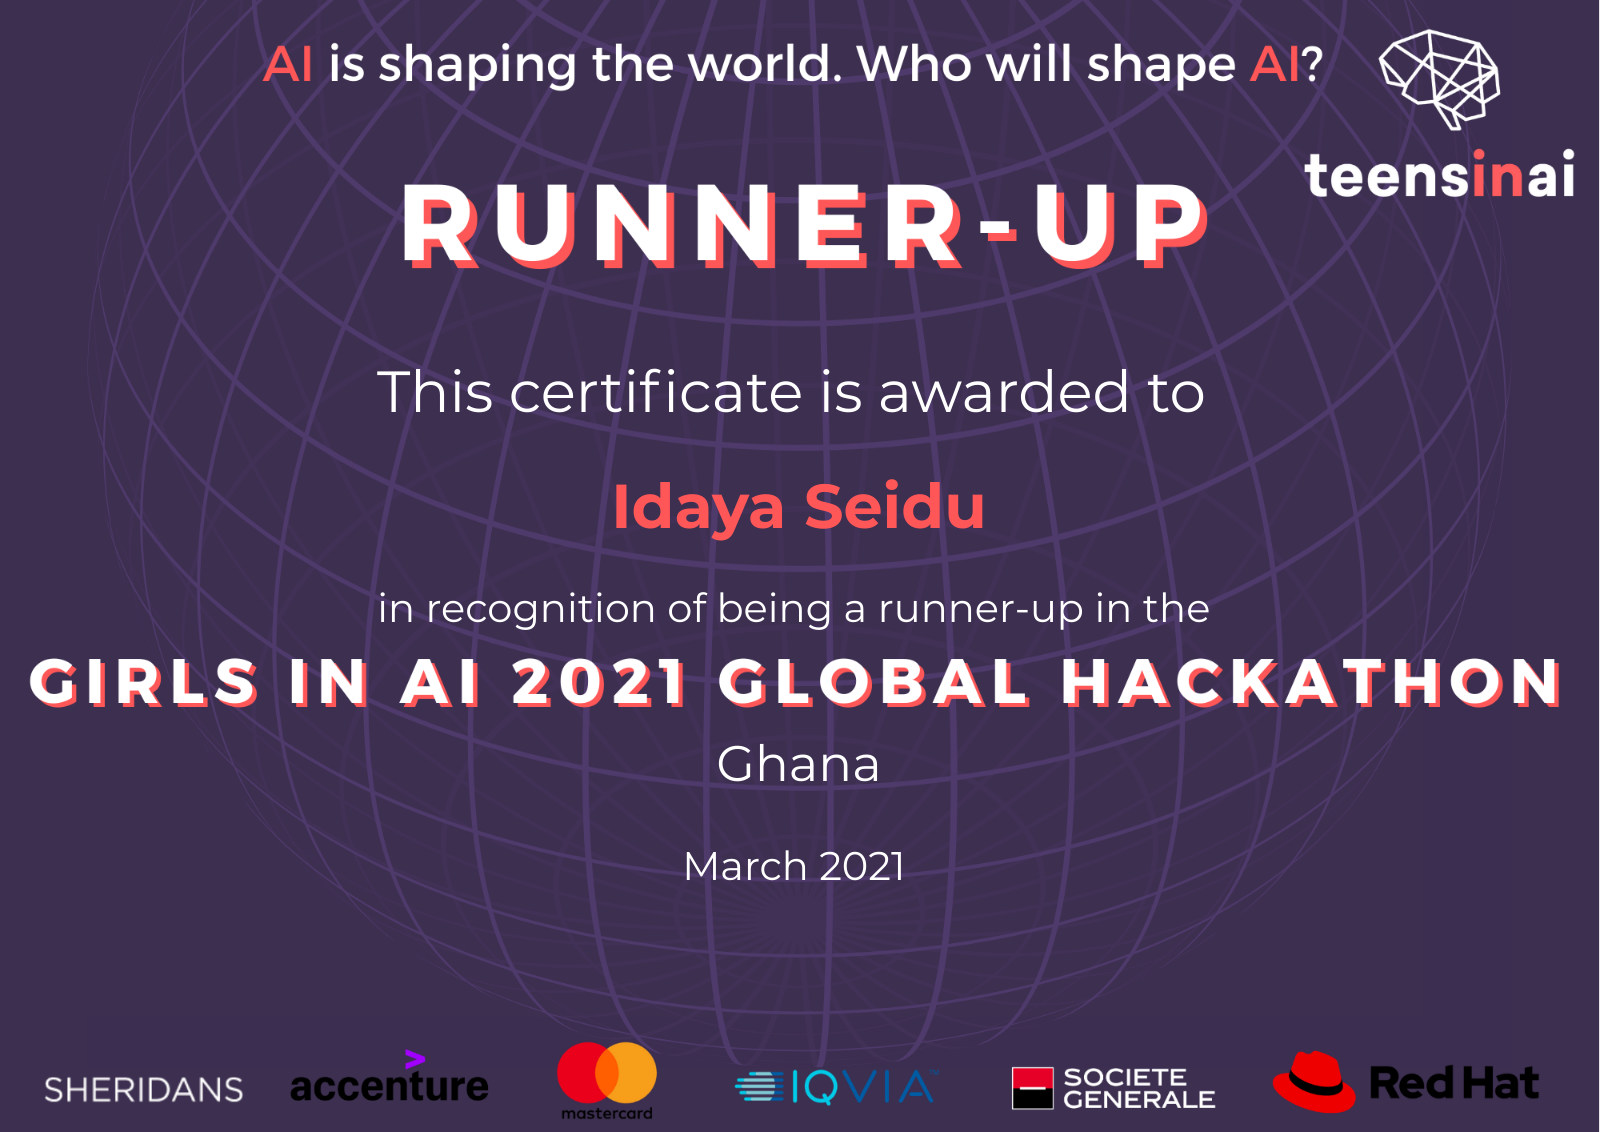 AI is shaping the world. Who will shape AI?
teensinai
RUNNER-UP
This certificate is awarded to
Idaya Seidu
in recognition of being a runner-up in the
GIRLS IN AI 2021 GLOBAL HACKATHON
Ghana
March 2021
SHERIDANS
accenture
mastercard
IQVIA™
SOCIETE
GENERALE
Red Hat